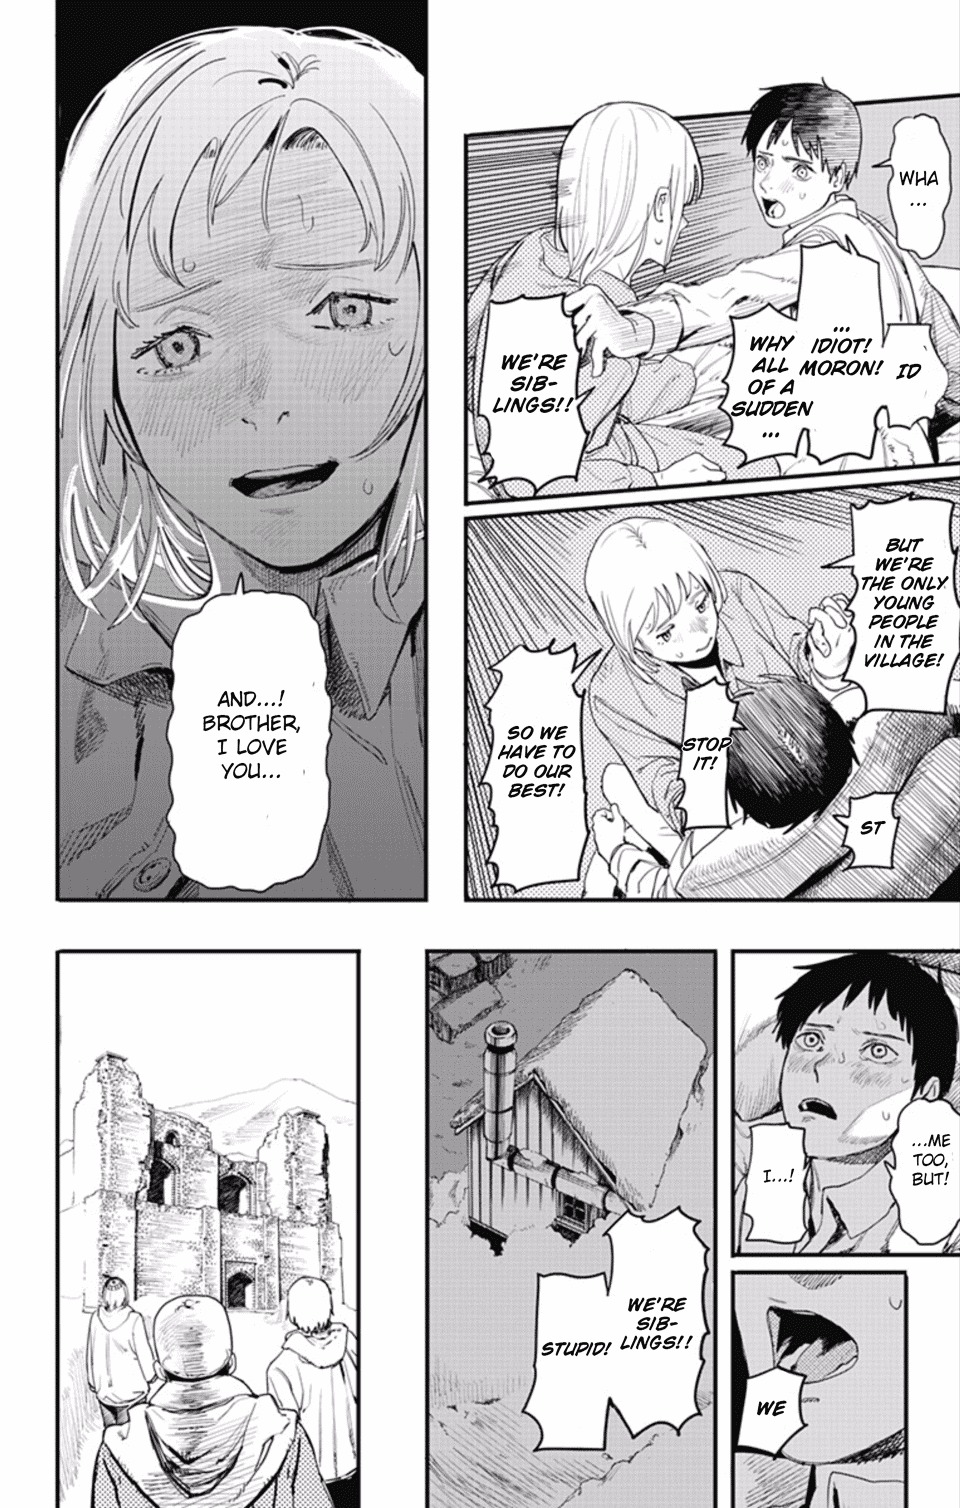 WHA
...
ID
...
IDIOT!
MORON!
WHY
ALL
OF A
SUDDEN
...
WE'RE
SIB-
LINGS!!
BUT
WE'RE
THE ONLY
YOUNG
PEOPLE
IN THE
VILLAGE!
ST
STOP
IT!
SO WE
HAVE TO
DO OUR
BEST!
AND...!
BROTHER,
I LOVE
YOU...
...ME
TOO,
BUT!
I...!
WE
WE'RE
SIB-
LINGS!!
STUPID!